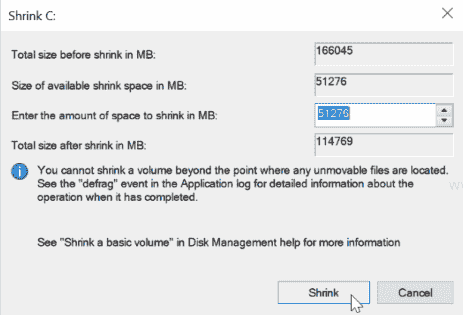 Shrink C:
Total size before shrink in MB: 166045
Size of available shrink space in MB: 51276
Enter the amount of space to shrink in MB: 51276
Total size after shrink in MB: 114769
You cannot shrink a volume beyond the point where any unmovable files are located.
See the "defrag" event in the Application log for detailed information about the
operation when it has completed.
See "Shrink a basic volume" in Disk Management help for more information
Shrink Cancel